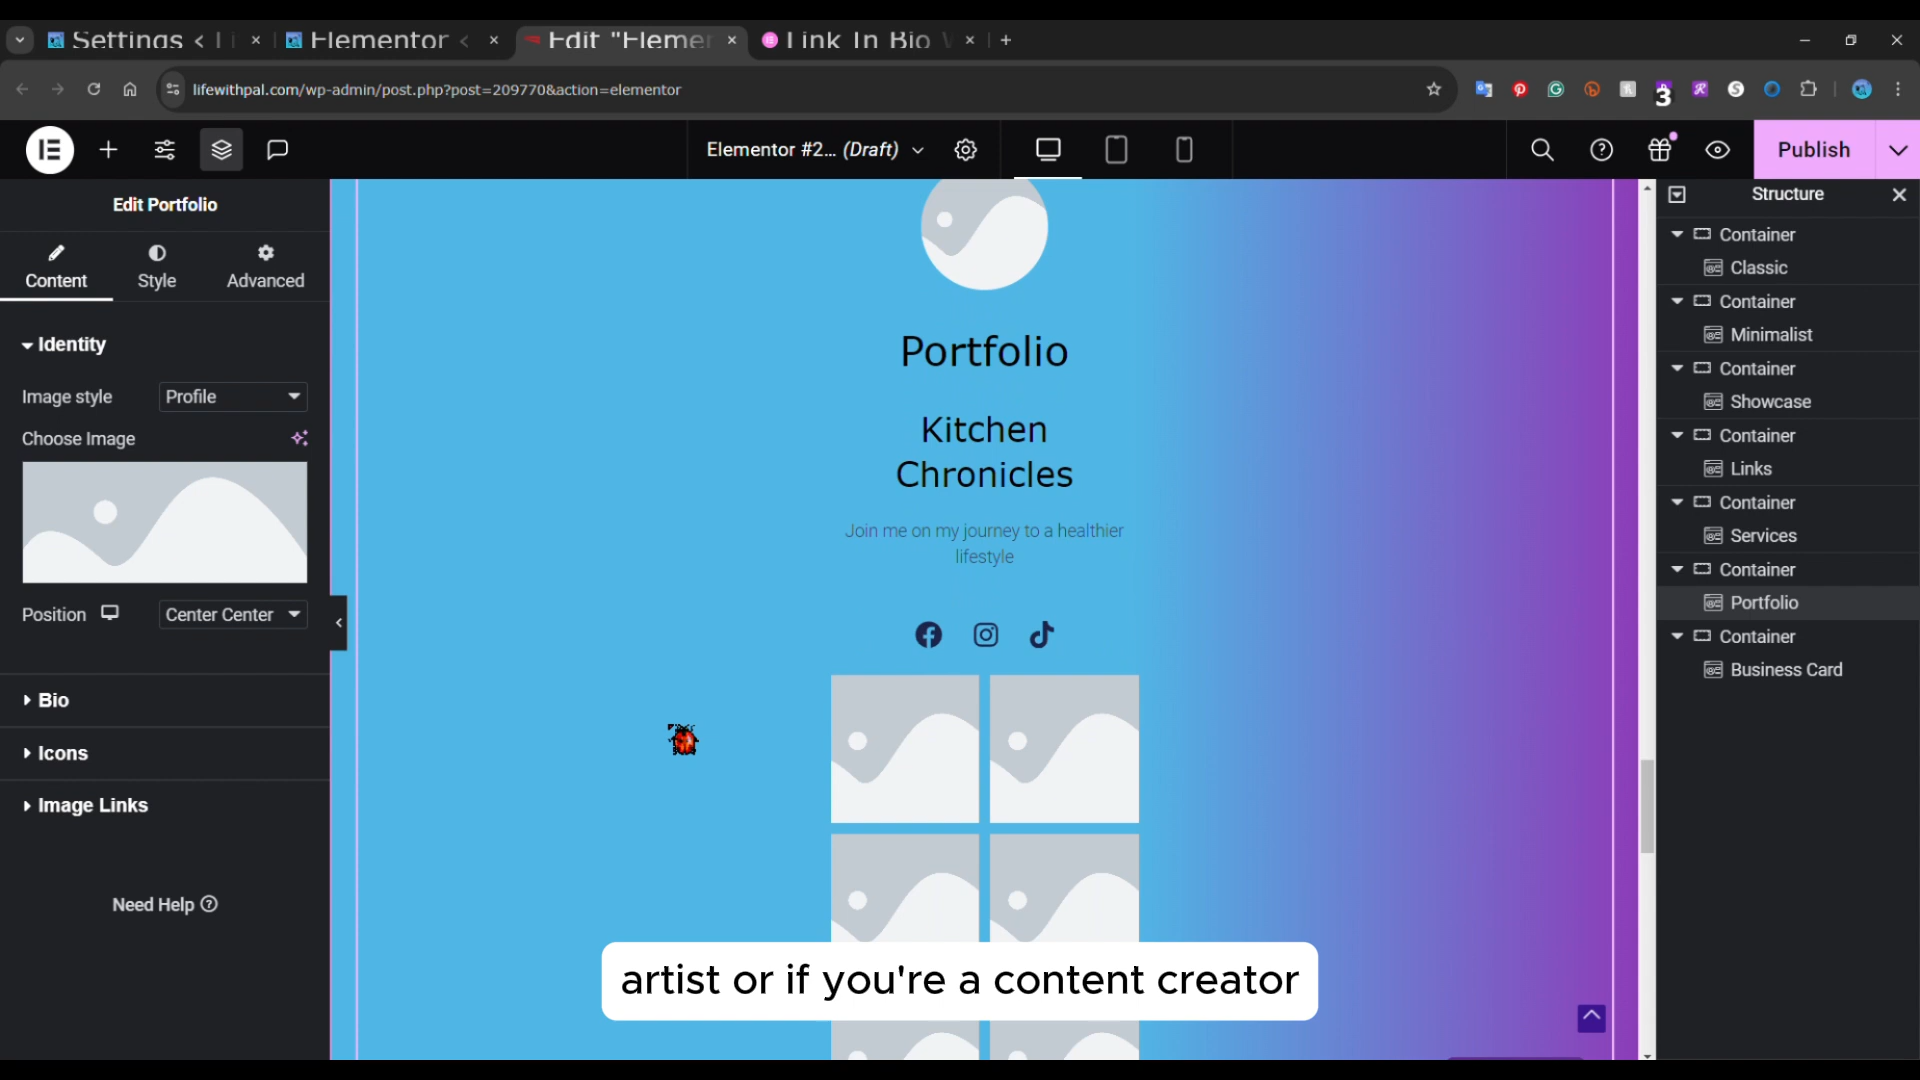 Settings <
Elementor <
Edit "Elemer
Link In Bio
lifewithpal.com/wp-admin/post.php?post=209770&action=elementor
3
Elementor #2... (Draft)
Publish
Edit Portfolio
Content
Style
Advanced
Identity
Image style
Profile
Choose Image
Position
Center Center
Bio
Icons
Image Links
Need Help
Portfolio
Kitchen
Chronicles
Join me on my journey to a healthier
lifestyle
artist or if you're a content creator
Structure
Container
Classic
Container
Minimalist
Container
Showcase
Container
Links
Container
Services
Container
Portfolio
Container
Business Card